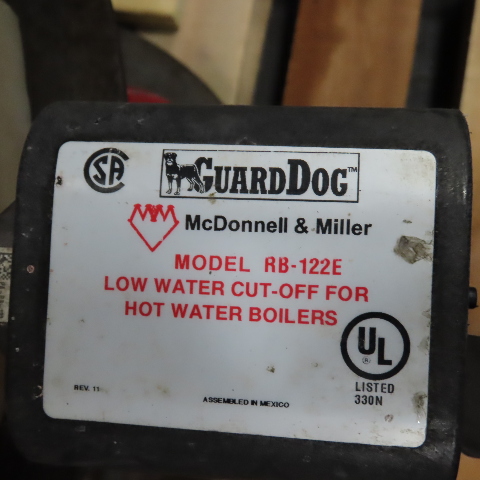 CSA
GUARDDOG™
McDonnell & Miller
MODEL RB-122E
LOW WATER CUT-OFF FOR
HOT WATER BOILERS
UL
LISTED
330N
REV. 11
ASSEMBLED IN MEXICO